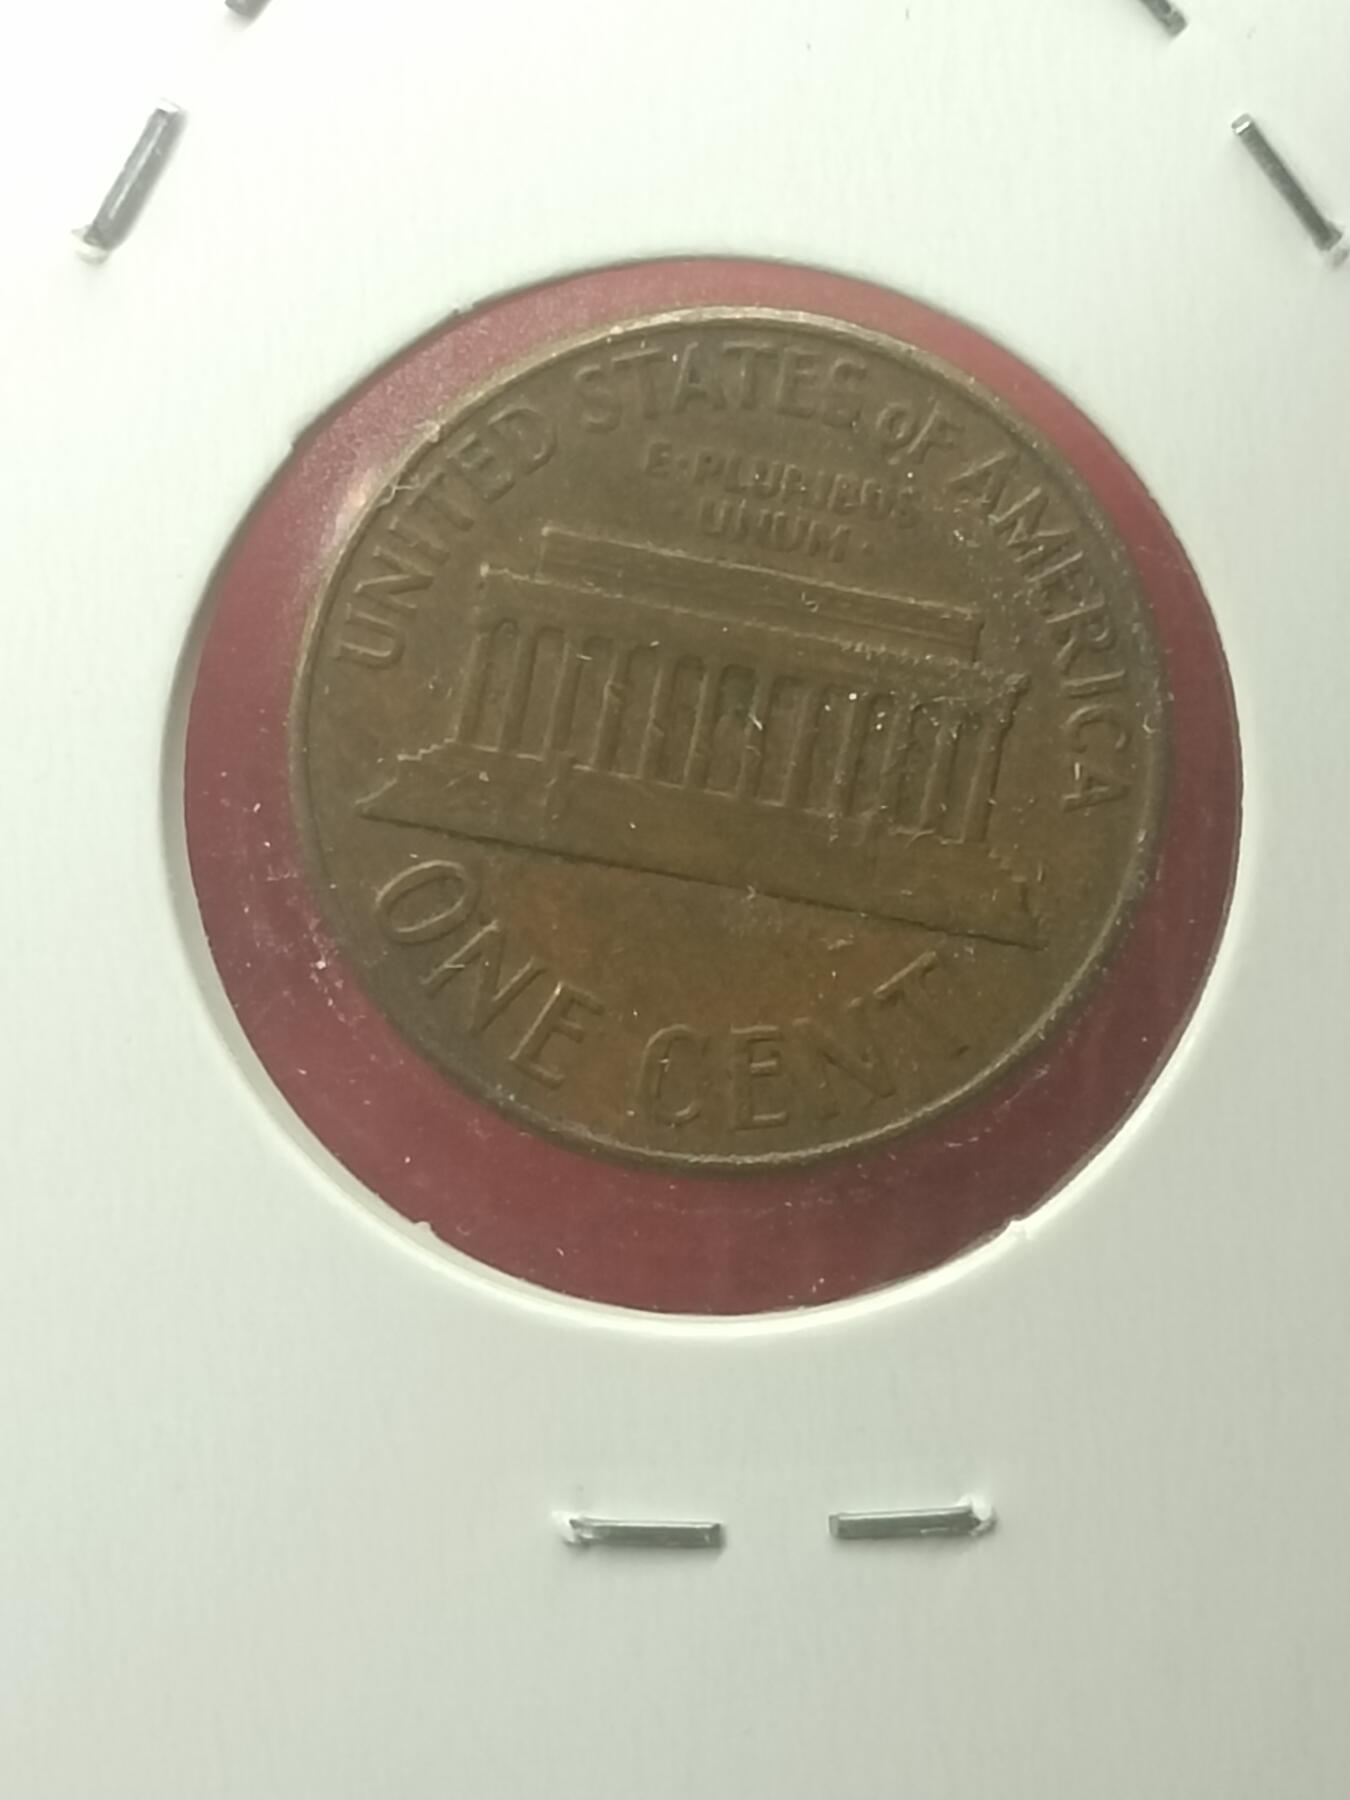 UNITED STATES oF AMERICA
E·PLURIBUS
·UNUM·
ONE CENT